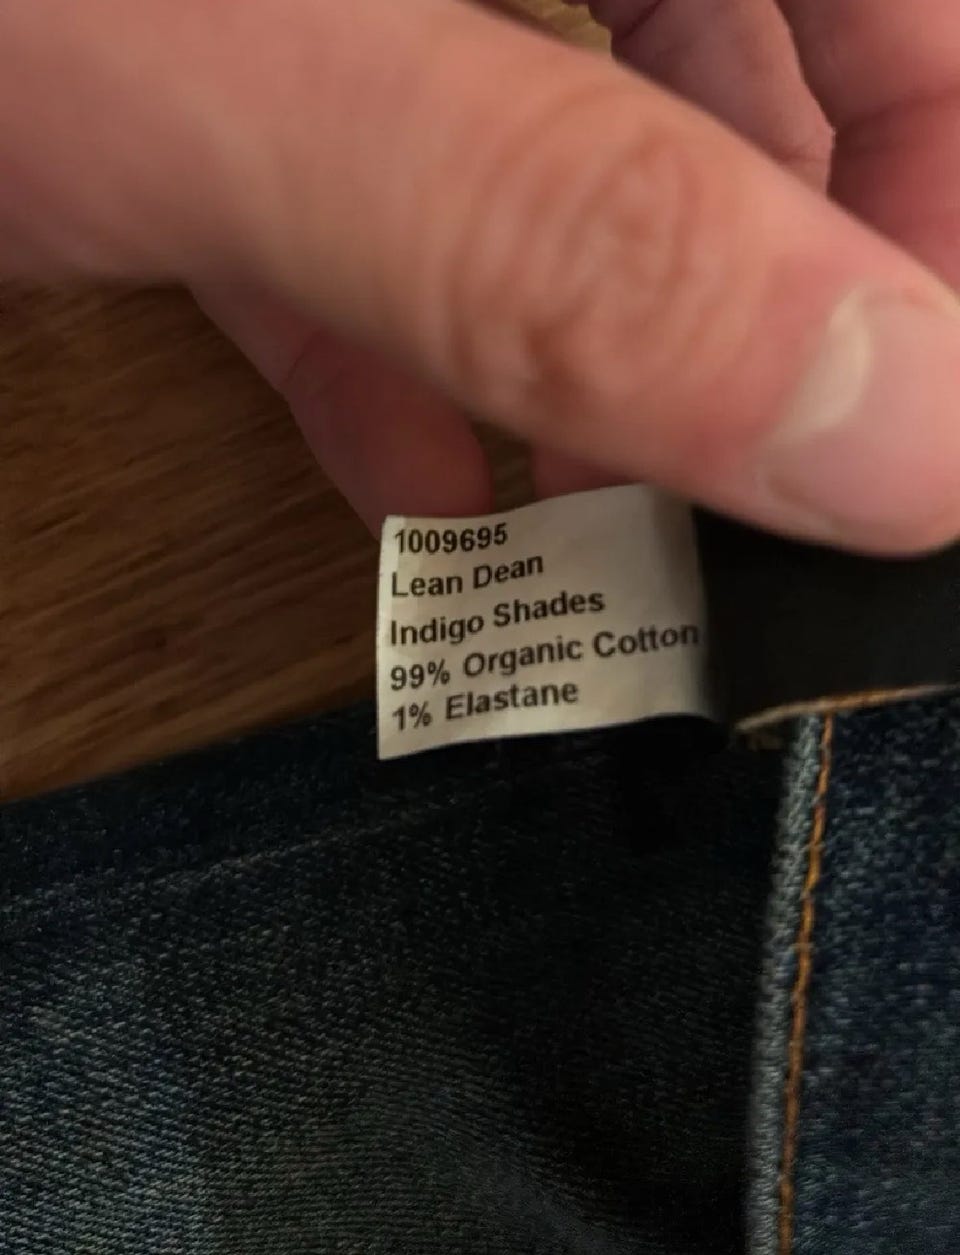 1009695
Lean Dean
Indigo Shades
99% Organic Cotton
1% Elastane